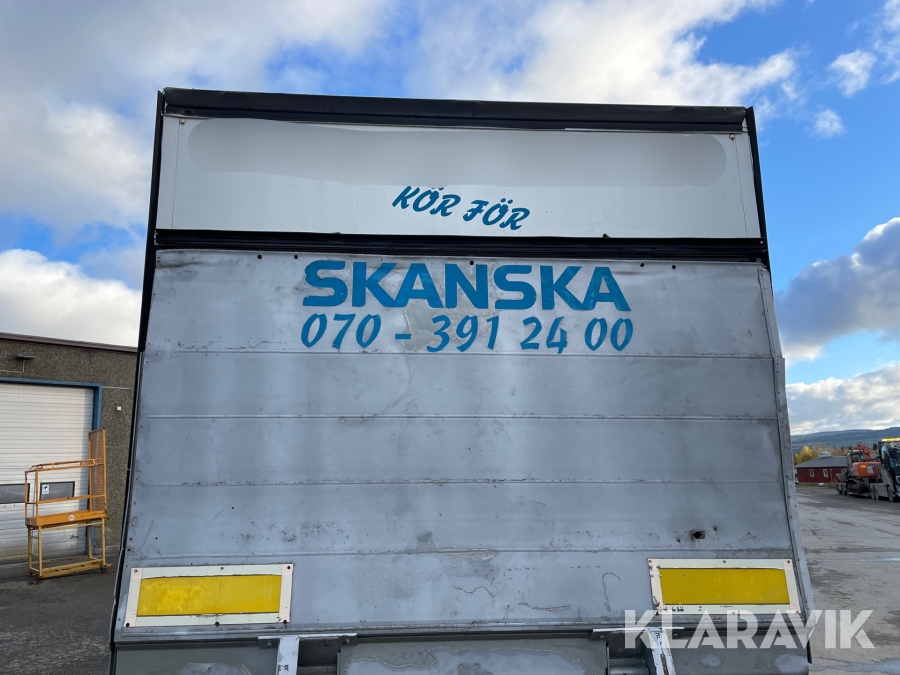 KÖR FÖR
SKANSKA
070 - 391 24 00
KLARAVIK